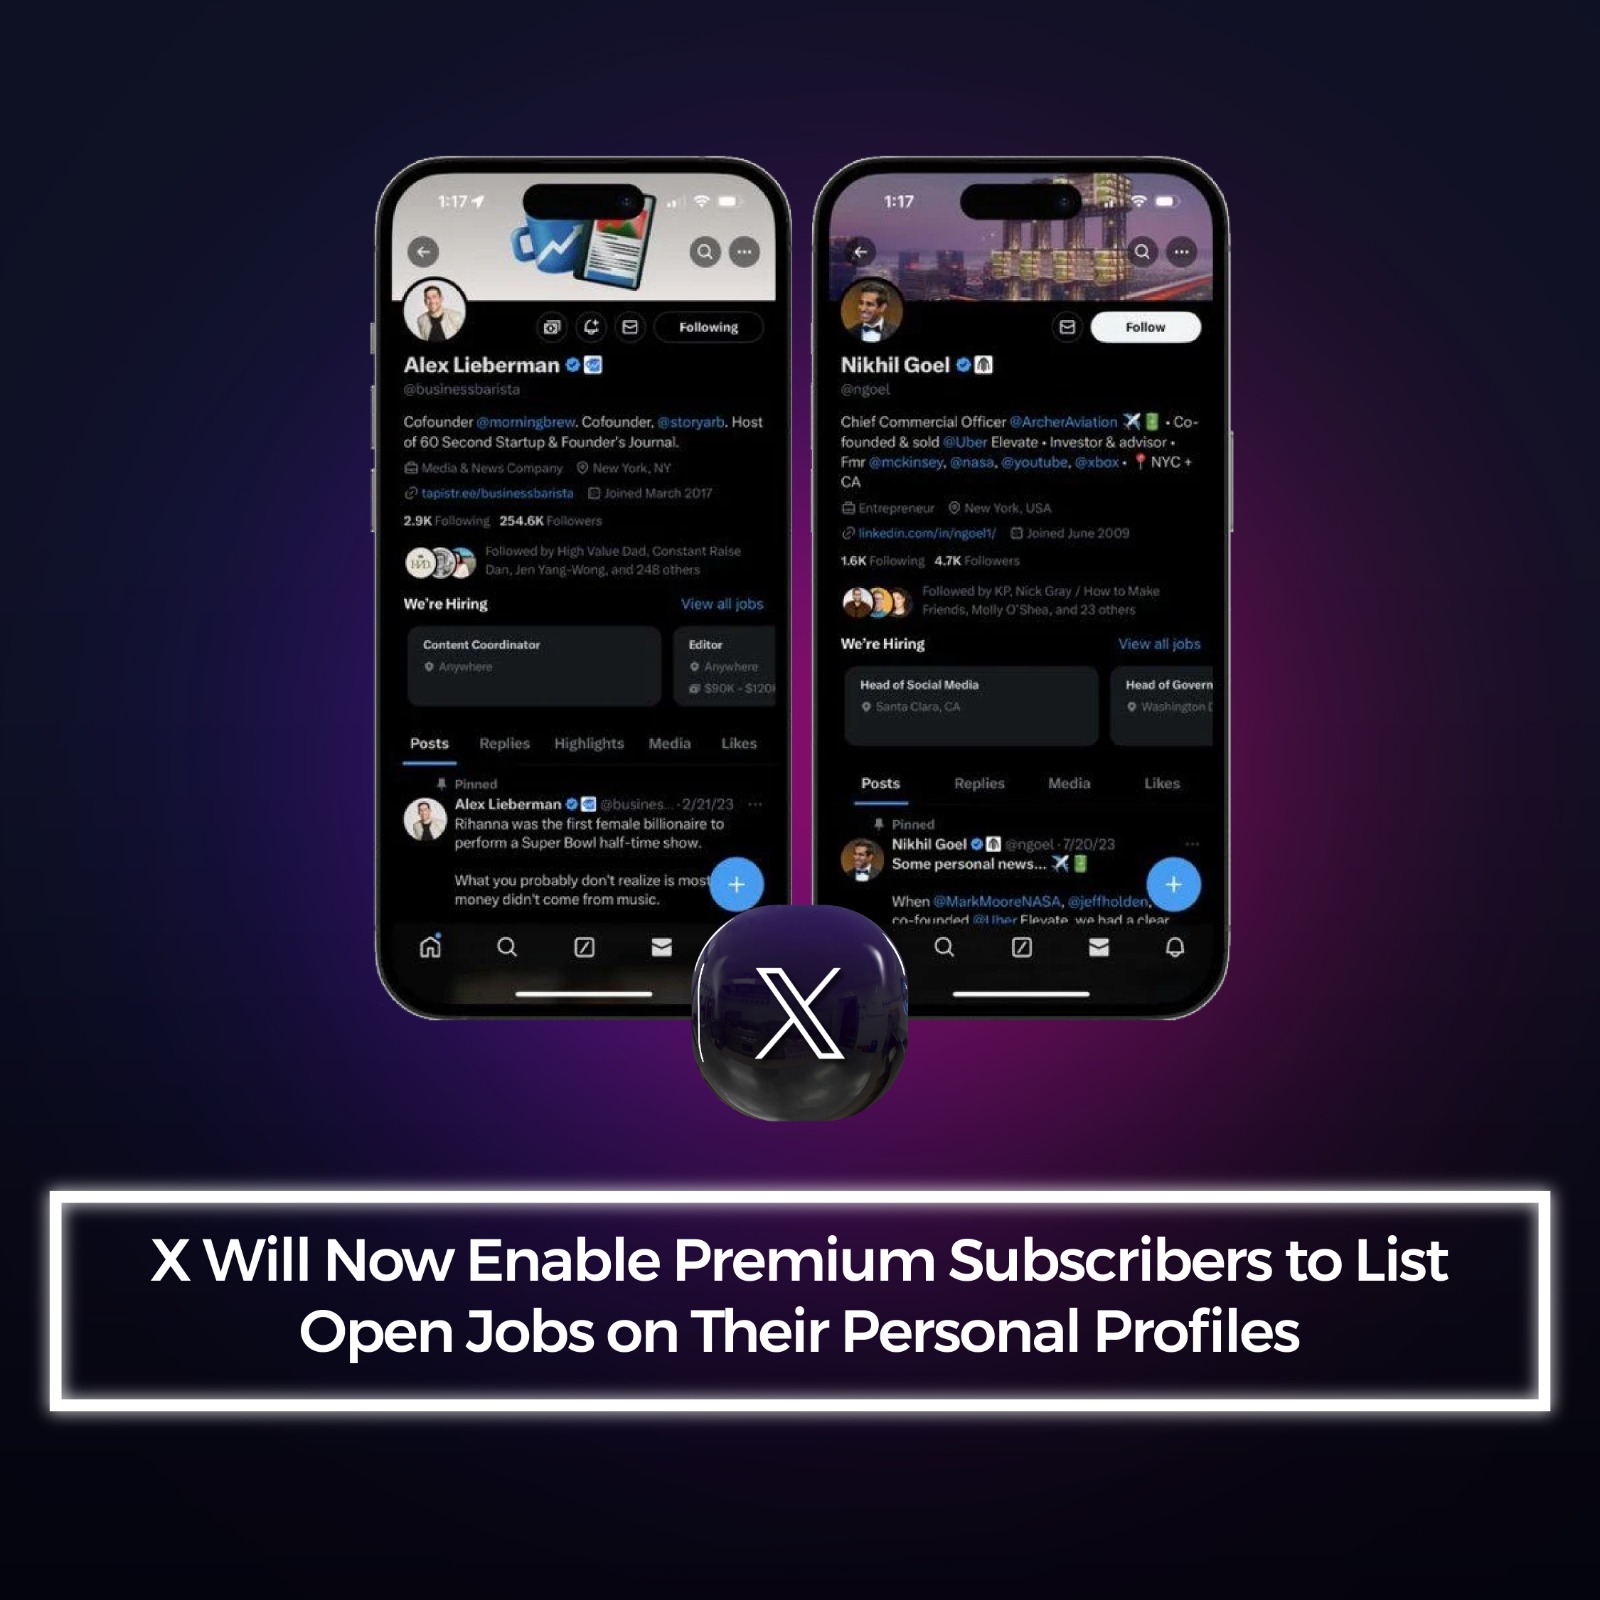 1:17
Following
Alex Lieberman
@businessbarista
Cofounder @morningbrew. Cofounder, @storyarb. Host
of 60 Second Startup & Founder's Journal.
Media & News Company New York, NY
tapistr.ee/businessbarista Joined March 2017
2.9K Following 254.6K Followers
Followed by High Value Dad, Constant Raise
Dan, Jen Yang-Wong, and 248 others
We're Hiring View all jobs
Content Coordinator
Anywhere
Editor
Anywhere
$90K - $120K
Posts Replies Highlights Media Likes
Pinned
Alex Lieberman @busines... · 2/21/23
Rihanna was the first female billionaire to
perform a Super Bowl half-time show.
What you probably don't realize is most
money didn't come from music.
1:17
Follow
Nikhil Goel
@ngoel
Chief Commercial Officer @ArcherAviation ✈️🔋 • Co-
founded & sold @Uber Elevate • Investor & advisor •
Fmr @mckinsey, @nasa, @youtube, @xbox • 📍 NYC +
CA
Entrepreneur New York, USA
linkedin.com/in/ngoel1/ Joined June 2009
1.6K Following 4.7K Followers
Followed by KP, Nick Gray / How to Make
Friends, Molly O'Shea, and 23 others
We're Hiring View all jobs
Head of Social Media
Santa Clara, CA
Head of Govern
Washington D
Posts Replies Media Likes
Pinned
Nikhil Goel @ngoel · 7/20/23
Some personal news... ✈️🔋
When @MarkMooreNASA, @jeffholden,
co-founded @Uber Elevate, we had a clear
X
X Will Now Enable Premium Subscribers to List
Open Jobs on Their Personal Profiles